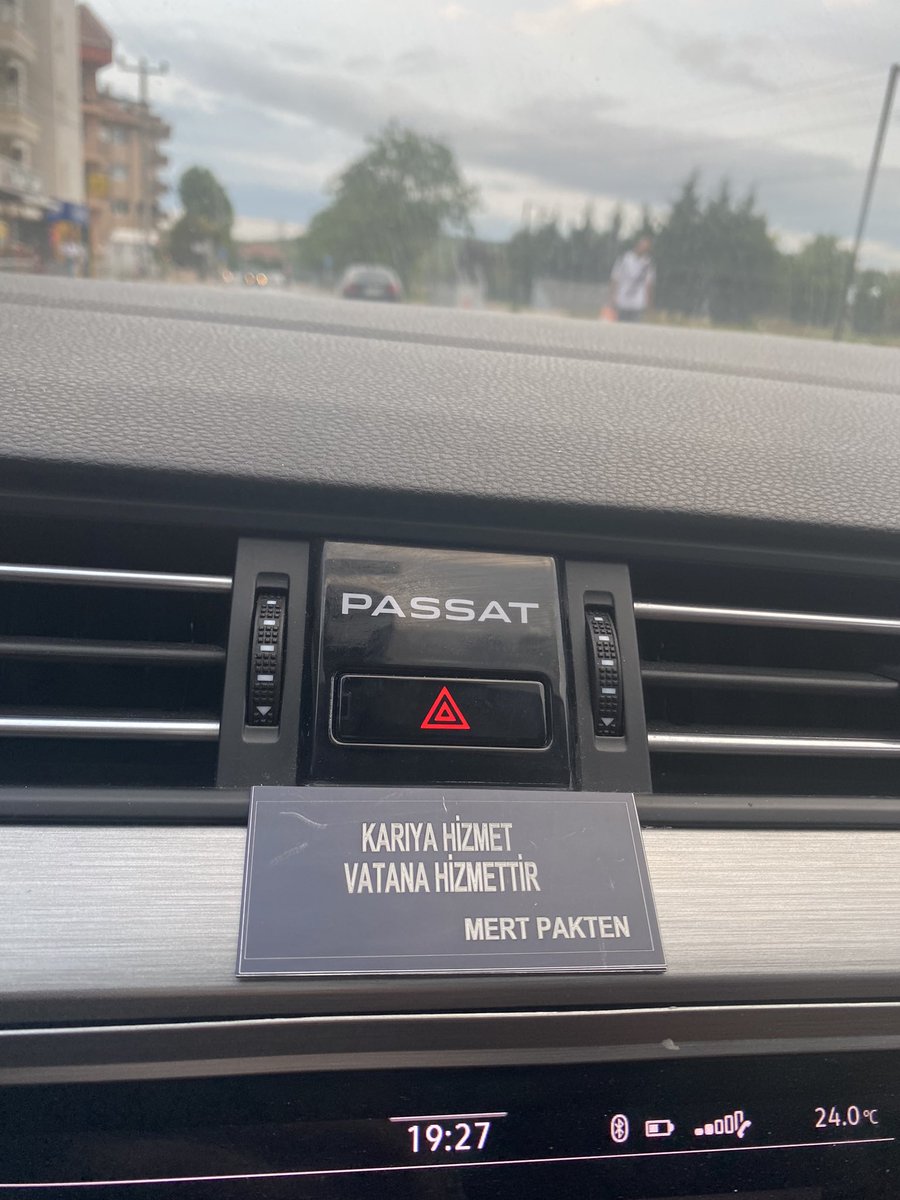 PASSAT
KARIYA HİZMET
VATANA HİZMETTİR
MERT PAKTEN
19:27
24.0°C